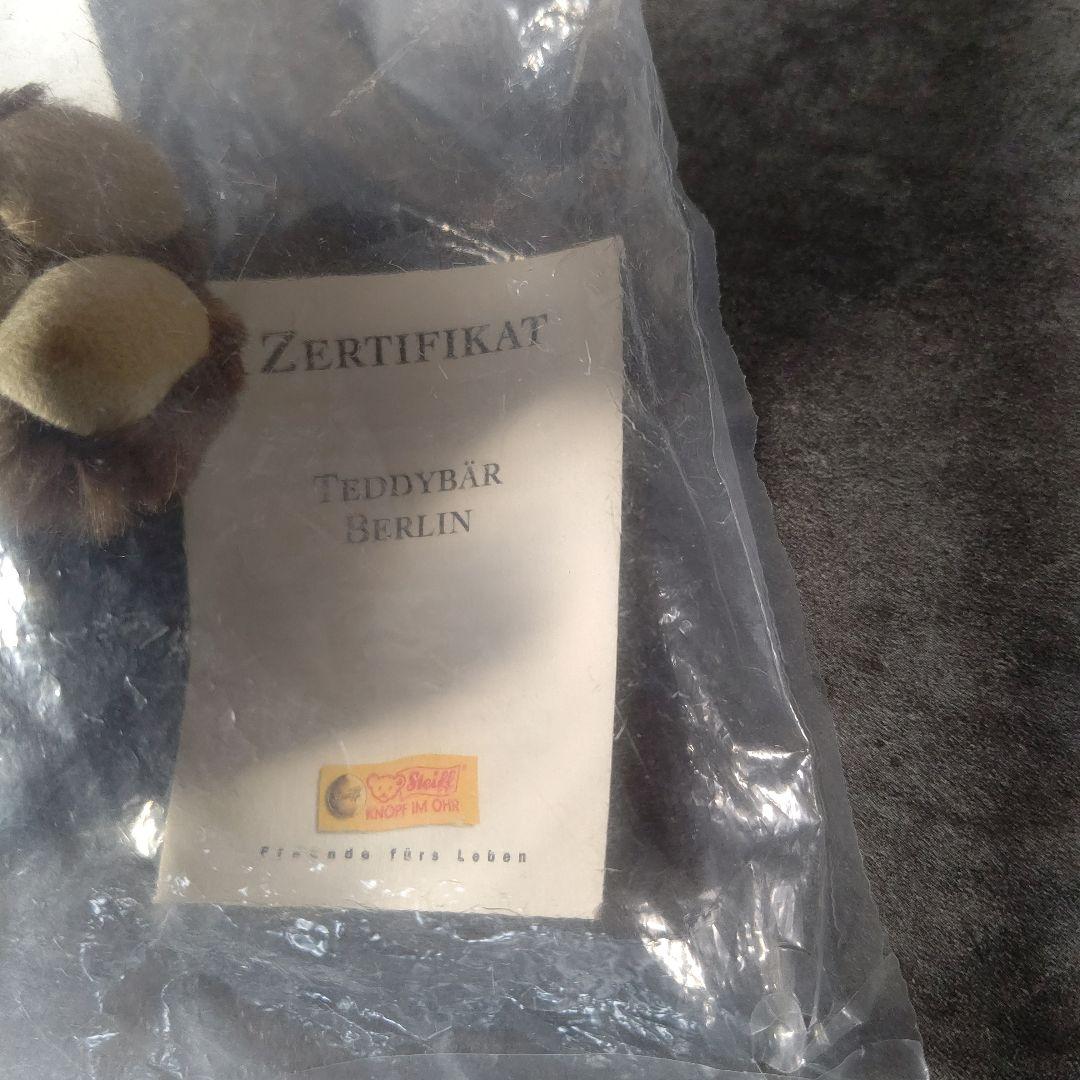 ZERTIFIKAT
TEDDYBÄR
BERLIN
Steiff
KNOPF IM OHR
Freunde fürs Leben